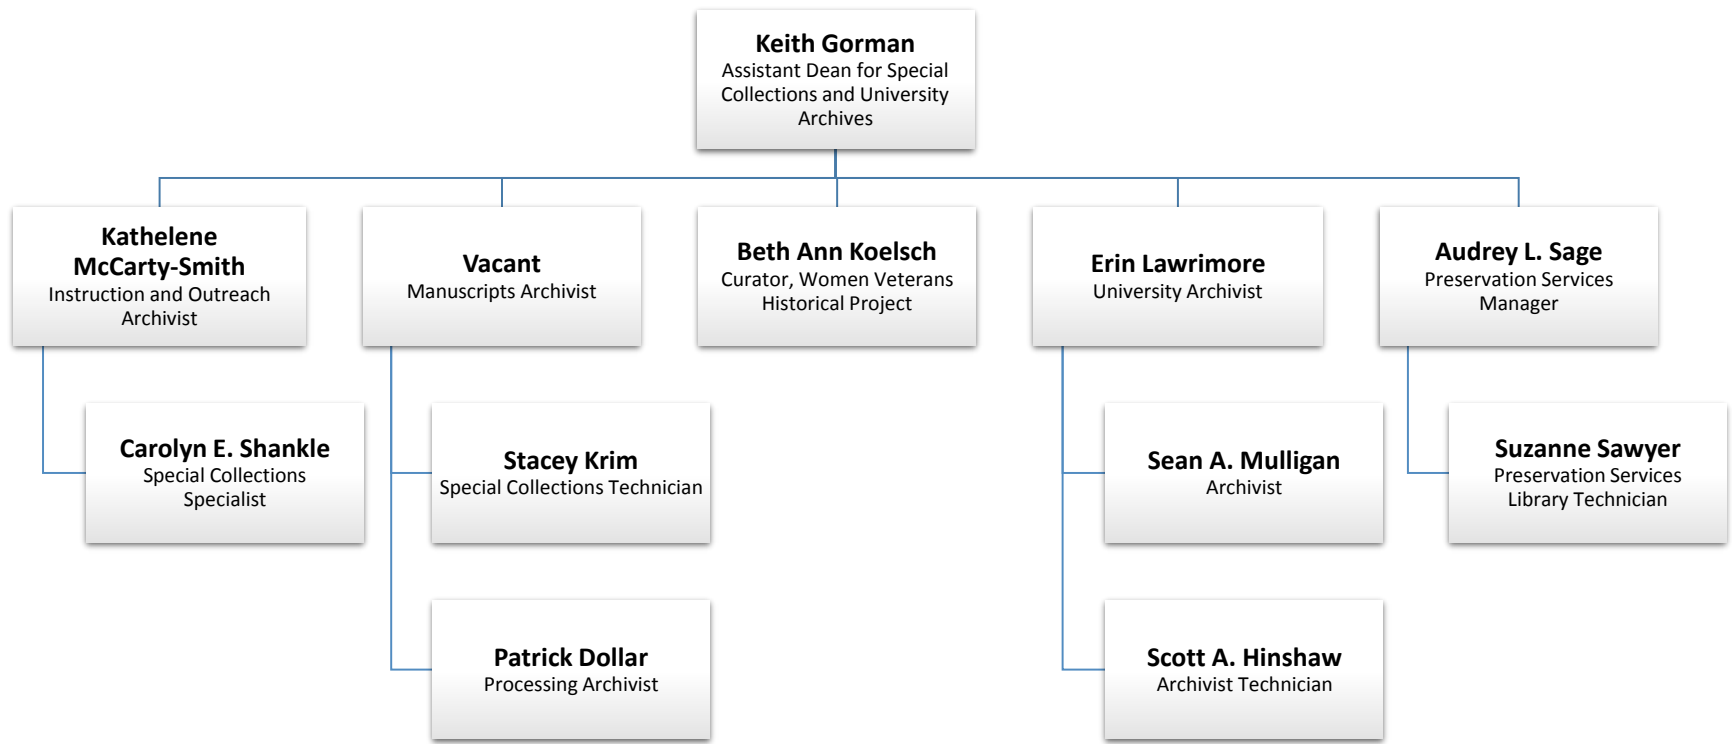 Keith Gorman
Assistant Dean for Special
Collections and University
Archives
Kathelene
McCarty-Smith
Instruction and Outreach
Archivist
Vacant
Manuscripts Archivist
Beth Ann Koelsch
Curator, Women Veterans
Historical Project
Erin Lawrimore
University Archivist
Audrey L. Sage
Preservation Services
Manager
Carolyn E. Shankle
Special Collections
Specialist
Stacey Krim
Special Collections Technician
Sean A. Mulligan
Archivist
Suzanne Sawyer
Preservation Services
Library Technician
Patrick Dollar
Processing Archivist
Scott A. Hinshaw
Archivist Technician